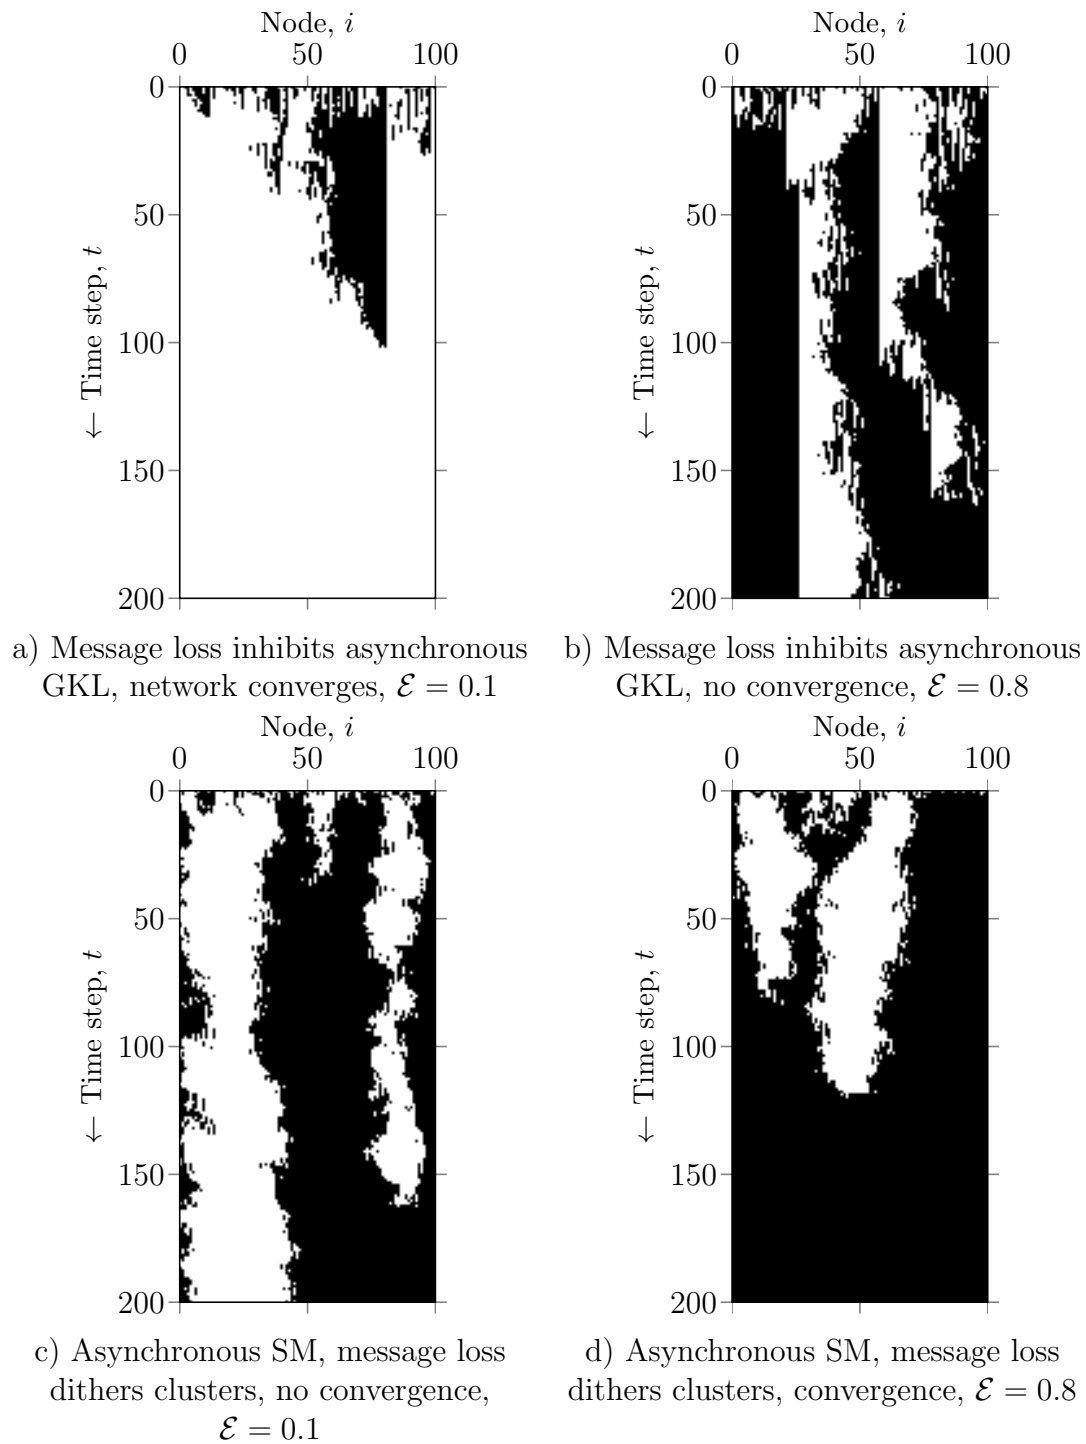 Node, i
0 50 100
0
50
100
150
200
← Time step, t
a) Message loss inhibits asynchronous
GKL, network converges, ℰ = 0.1
Node, i
0 50 100
0
50
100
150
200
← Time step, t
b) Message loss inhibits asynchronous
GKL, no convergence, ℰ = 0.8
Node, i
0 50 100
0
50
100
150
200
← Time step, t
c) Asynchronous SM, message loss
dithers clusters, no convergence,
ℰ = 0.1
Node, i
0 50 100
0
50
100
150
200
← Time step, t
d) Asynchronous SM, message loss
dithers clusters, convergence, ℰ = 0.8